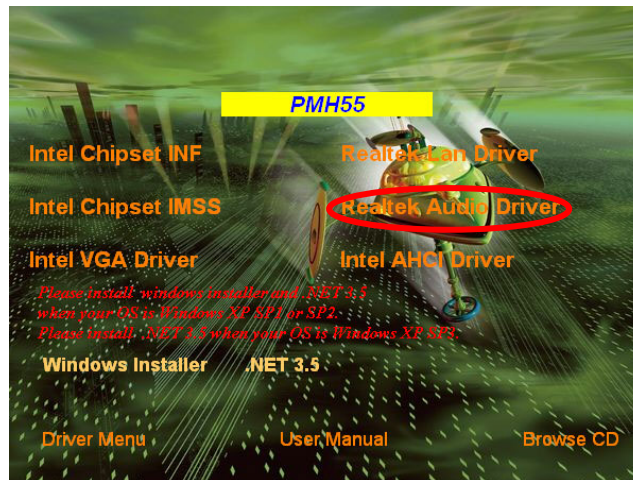 PMH55
Intel Chipset INF
Realtek Lan Driver
Intel Chipset IMSS
Realtek Audio Driver
Intel VGA Driver
Intel AHCI Driver
Please install windows installer and .NET 3.5
when your OS is Windows XP SP1 or SP2.
Please install .NET 3.5 when your OS is Windows XP SP3.
Windows Installer
.NET 3.5
Driver Menu
User Manual
Browse CD